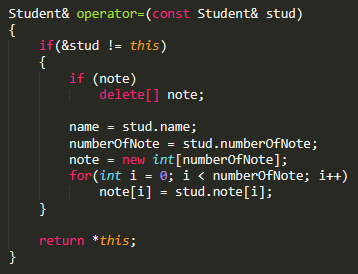 Student& operator=(const Student& stud)
{
    if(&stud != this)
    {
        if (note)
            delete[] note;

        name = stud.name;
        numberOfNote = stud.numberOfNote;
        note = new int[numberOfNote];
        for(int i = 0; i < numberOfNote; i++)
            note[i] = stud.note[i];
    }

    return *this;
}